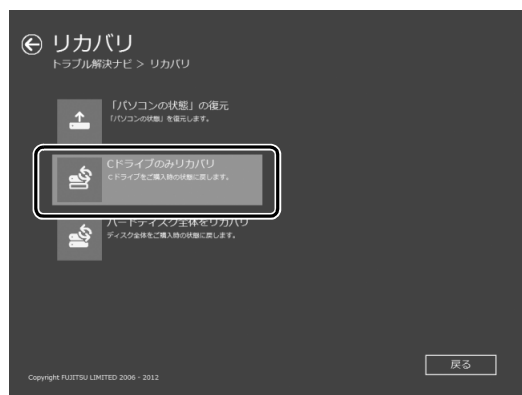 リカバリ
トラブル解決ナビ > リカバリ
「パソコンの状態」の復元
「パソコンの状態」を復元します。
Cドライブのみリカバリ
Cドライブをご購入時の状態に戻します。
ハードディスク全体をリカバリ
ディスク全体をご購入時の状態に戻します。
戻る
Copyright FUJITSU LIMITED 2006 - 2012